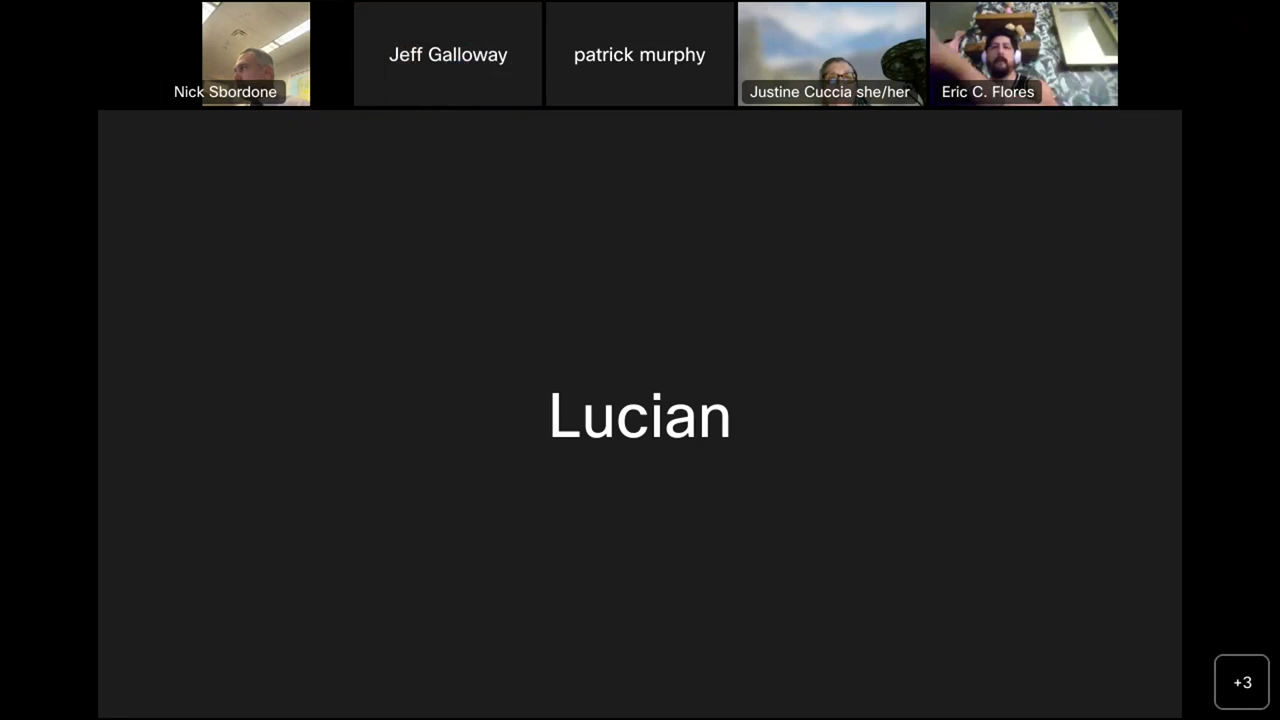 Nick Sbordone
Jeff Galloway
patrick murphy
Justine Cuccia she/her
Eric C. Flores
Lucian
+3